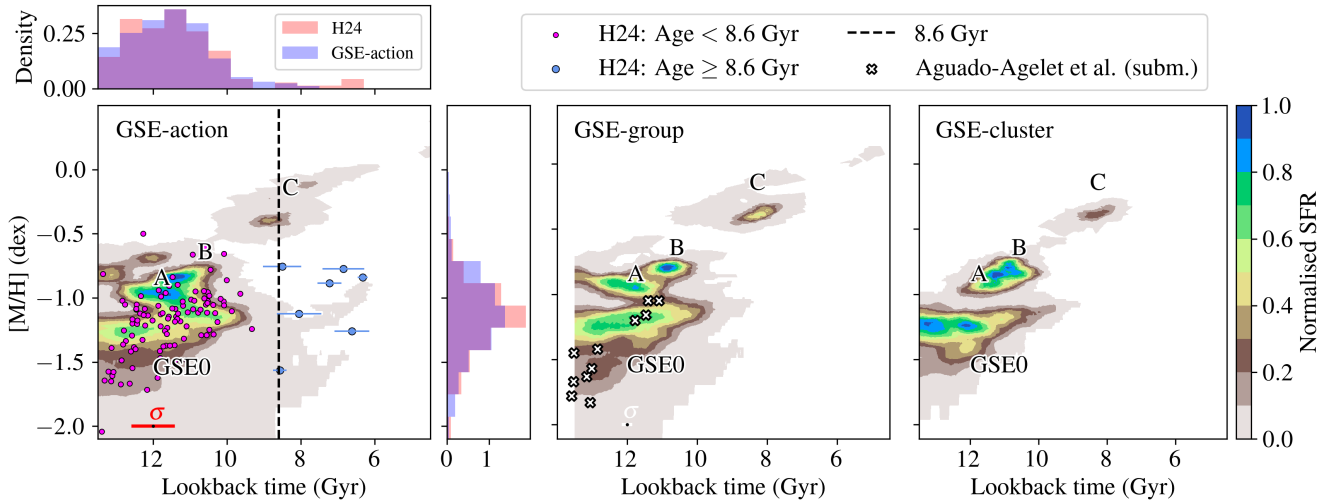 0.25
0.00
Density
H24
GSE-action
H24: Age < 8.6 Gyr
H24: Age ≥ 8.6 Gyr
8.6 Gyr
Aguado-Agelet et al. (subm.)
GSE-action
0.0
−0.5
−1.0
−1.5
−2.0
[M/H] (dex)
A
B
C
GSE0
σ
12
10
8
6
Lookback time (Gyr)
0
1
GSE-group
A
B
C
GSE0
σ
12
10
8
6
Lookback time (Gyr)
GSE-cluster
A
B
C
GSE0
12
10
8
6
Lookback time (Gyr)
1.0
0.8
0.6
0.4
0.2
0.0
Normalised SFR